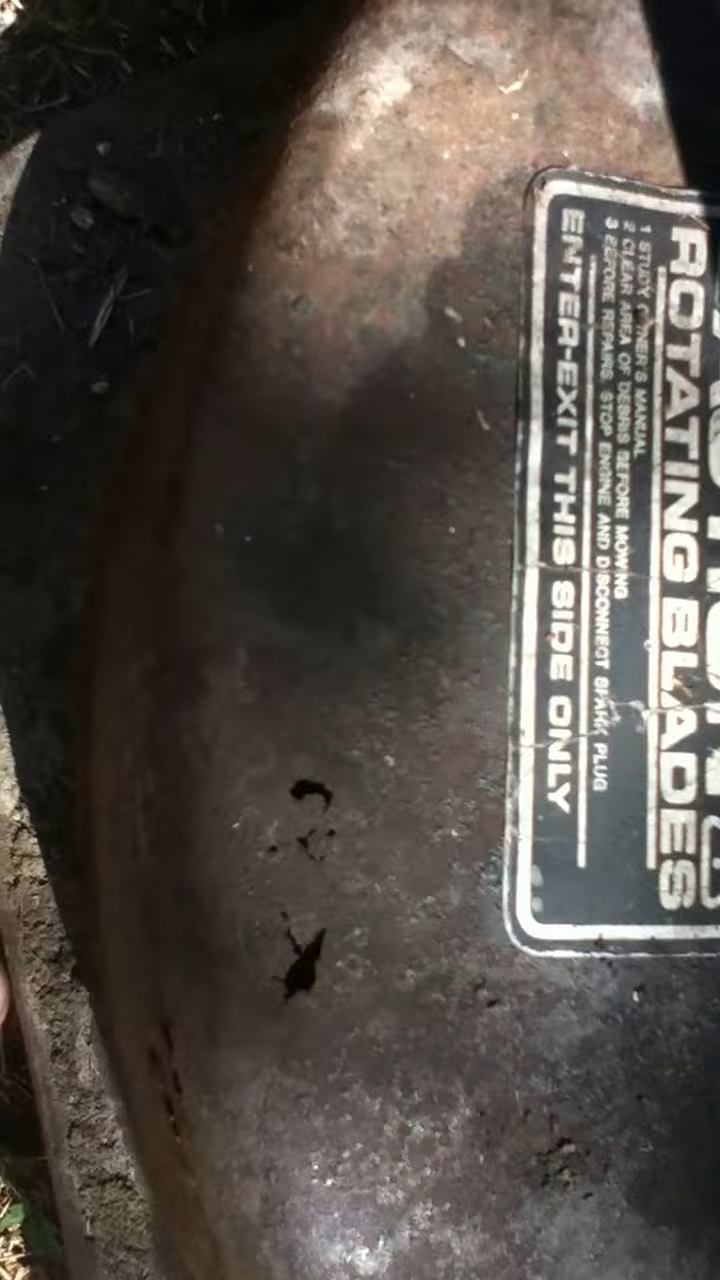 ROTATING BLADES
1 STUDY OWNER'S MANUAL
2 CLEAR AREA OF DEBRIS BEFORE MOWING
3 BEFORE REPAIRS, STOP ENGINE AND DISCONNECT SPARK PLUG
ENTER-EXIT THIS SIDE ONLY